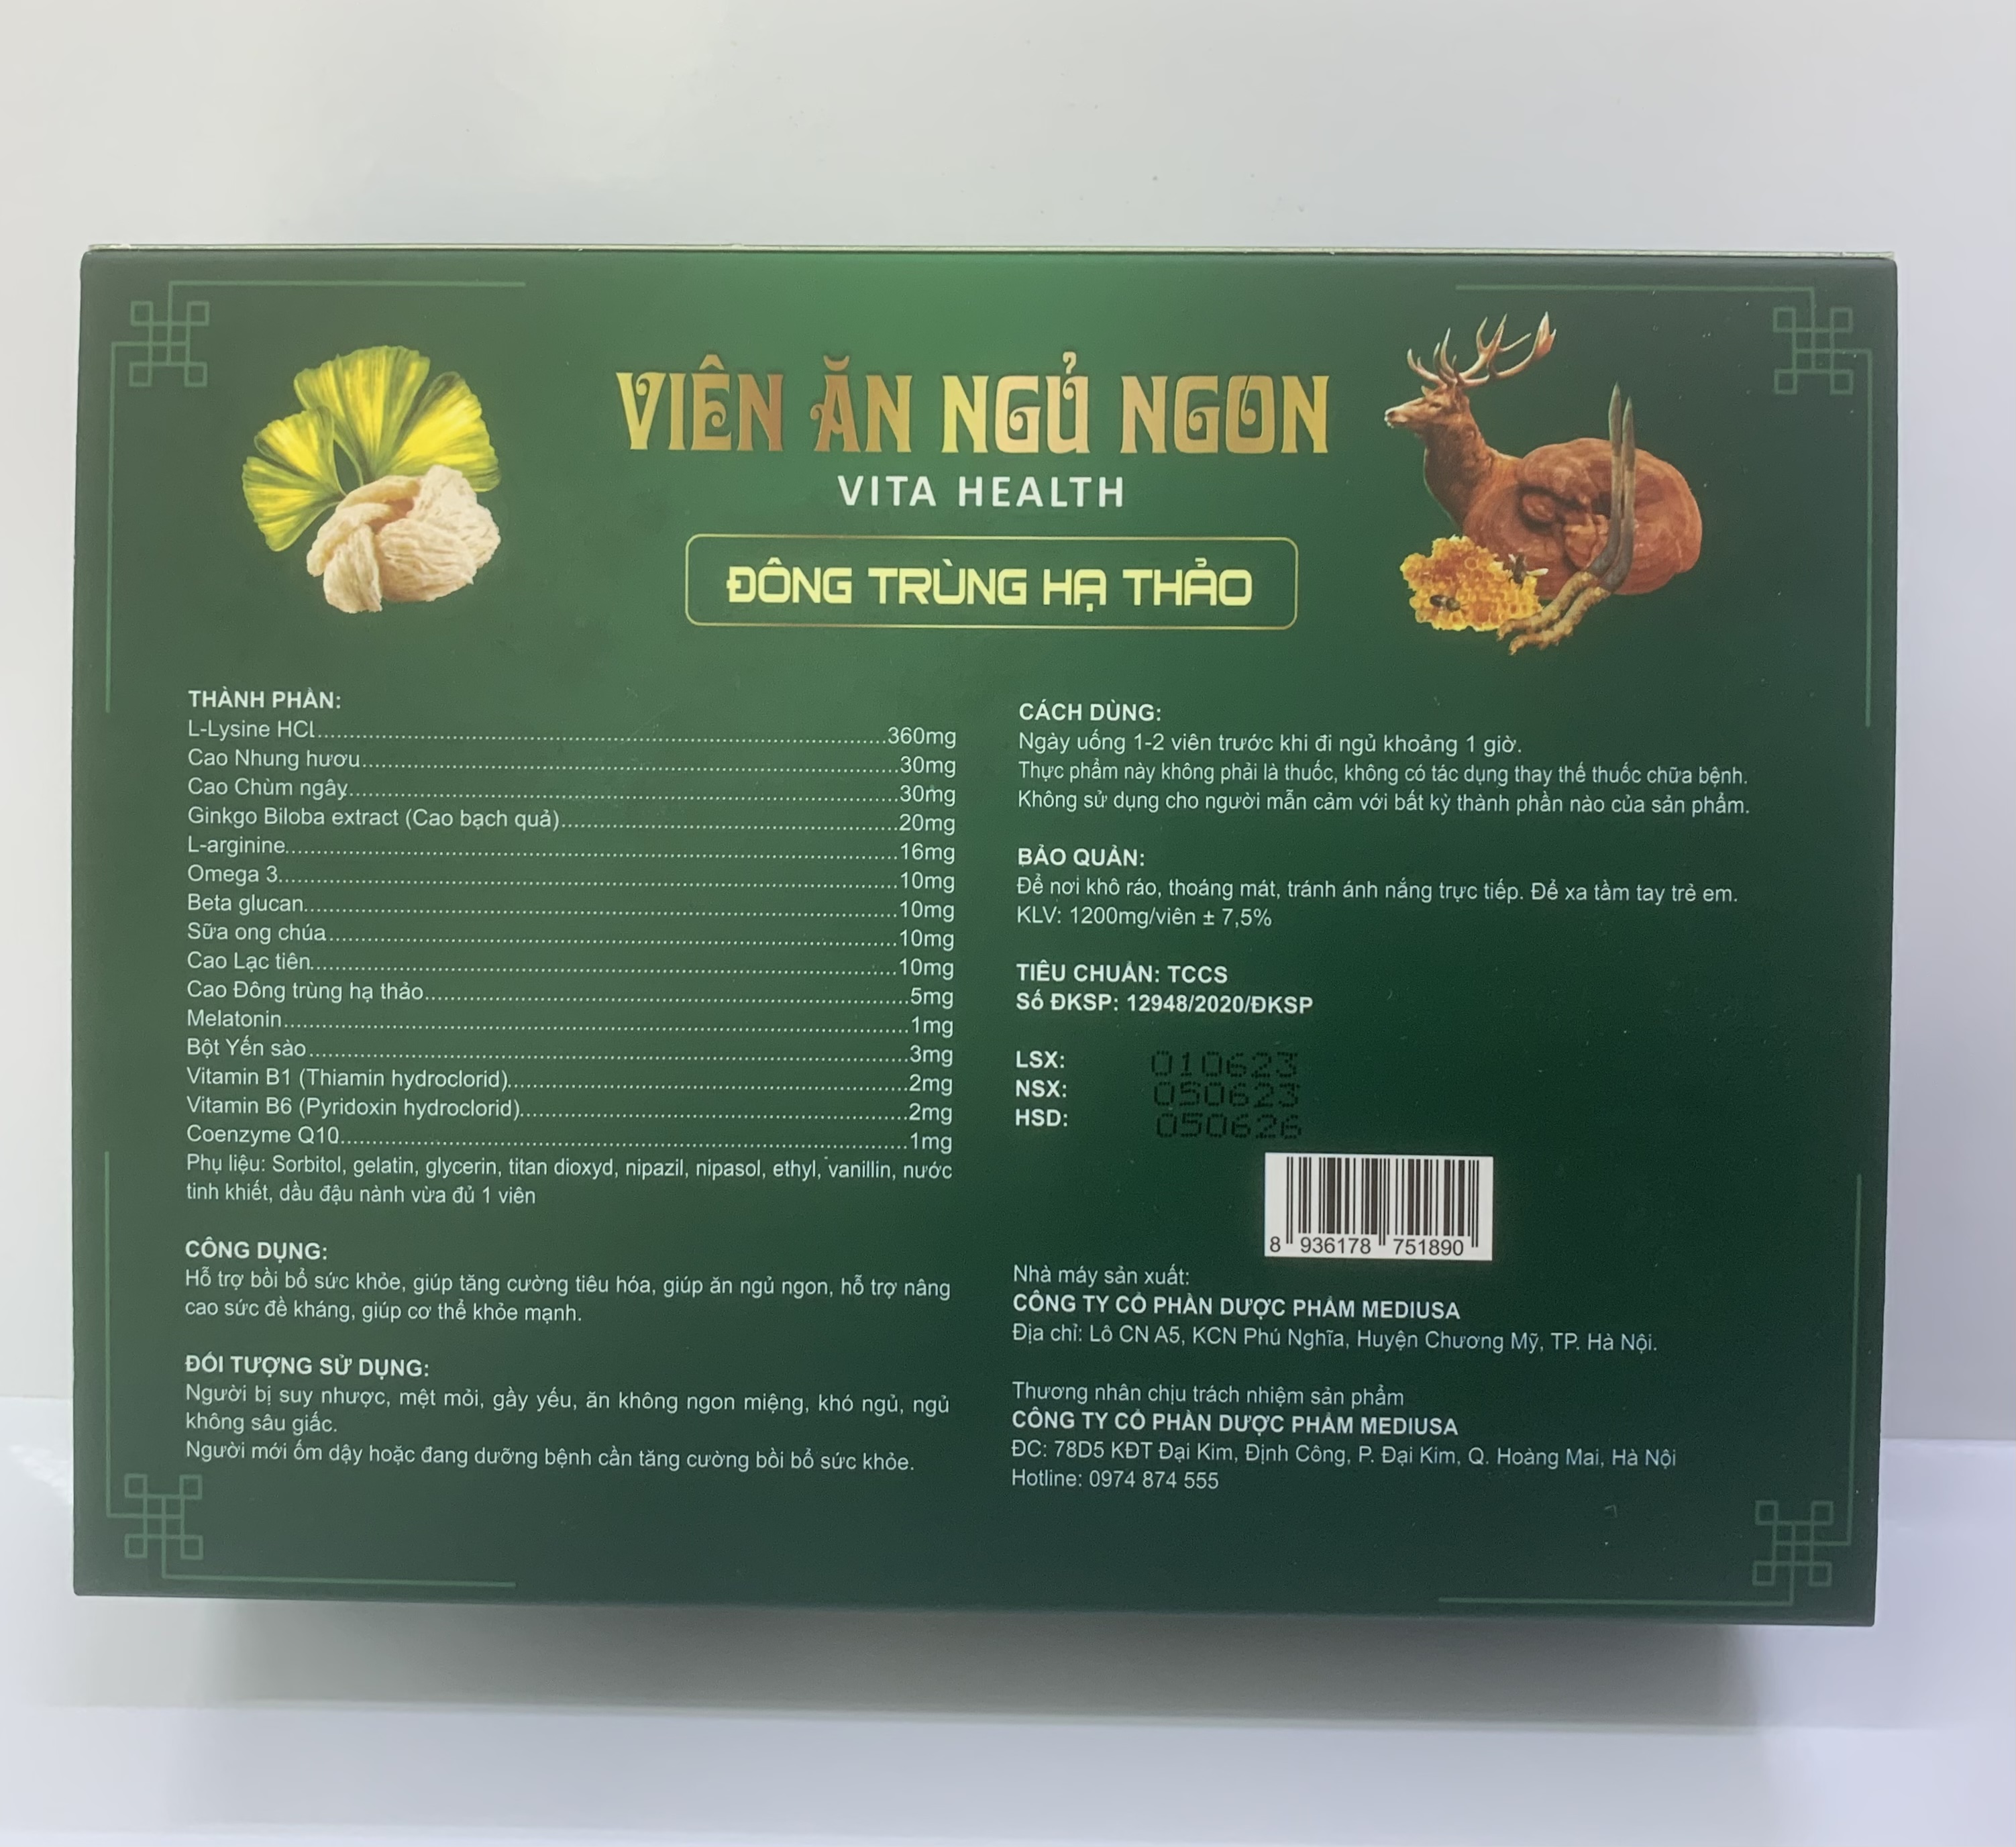 VIÊN ĂN NGỦ NGON
VITA HEALTH
ĐÔNG TRÙNG HẠ THẢO
THÀNH PHẦN:
L-Lysine HCl....................360mg
Cao Nhung hươu....................30mg
Cao Chùm ngây....................30mg
Ginkgo Biloba extract (Cao bạch quả)....................20mg
L-arginine....................16mg
Omega 3....................10mg
Beta glucan....................10mg
Sữa ong chúa....................10mg
Cao Lạc tiên....................10mg
Cao Đông trùng hạ thảo....................5mg
Melatonin....................1mg
Bột Yến sào....................3mg
Vitamin B1 (Thiamin hydroclorid)....................2mg
Vitamin B6 (Pyridoxin hydroclorid)....................2mg
Coenzyme Q10....................1mg
Phụ liệu: Sorbitol, gelatin, glycerin, titan dioxyd, nipazil, nipasol, ethyl, vanillin, nước
tinh khiết, dầu đậu nành vừa đủ 1 viên
CÔNG DỤNG:
Hỗ trợ bồi bổ sức khỏe, giúp tăng cường tiêu hóa, giúp ăn ngủ ngon, hỗ trợ nâng
cao sức đề kháng, giúp cơ thể khỏe mạnh.
ĐỐI TƯỢNG SỬ DỤNG:
Người bị suy nhược, mệt mỏi, gầy yếu, ăn không ngon miệng, khó ngủ, ngủ
không sâu giấc.
Người mới ốm dậy hoặc đang dưỡng bệnh cần tăng cường bồi bổ sức khỏe.
CÁCH DÙNG:
Ngày uống 1-2 viên trước khi đi ngủ khoảng 1 giờ.
Thực phẩm này không phải là thuốc, không có tác dụng thay thế thuốc chữa bệnh.
Không sử dụng cho người mẫn cảm với bất kỳ thành phần nào của sản phẩm.
BẢO QUẢN:
Để nơi khô ráo, thoáng mát, tránh ánh nắng trực tiếp. Để xa tầm tay trẻ em.
KLV: 1200mg/viên ± 7,5%
TIÊU CHUẨN: TCCS
Số ĐKSP: 12948/2020/ĐKSP
LSX: 010623
NSX: 050623
HSD: 050626
8 936178 751890
Nhà máy sản xuất:
CÔNG TY CỔ PHẦN DƯỢC PHẨM MEDIUSA
Địa chỉ: Lô CN A5, KCN Phú Nghĩa, Huyện Chương Mỹ, TP. Hà Nội.
Thương nhân chịu trách nhiệm sản phẩm
CÔNG TY CỔ PHẦN DƯỢC PHẨM MEDIUSA
ĐC: 78D5 KĐT Đại Kim, Định Công, P. Đại Kim, Q. Hoàng Mai, Hà Nội
Hotline: 0974 874 555